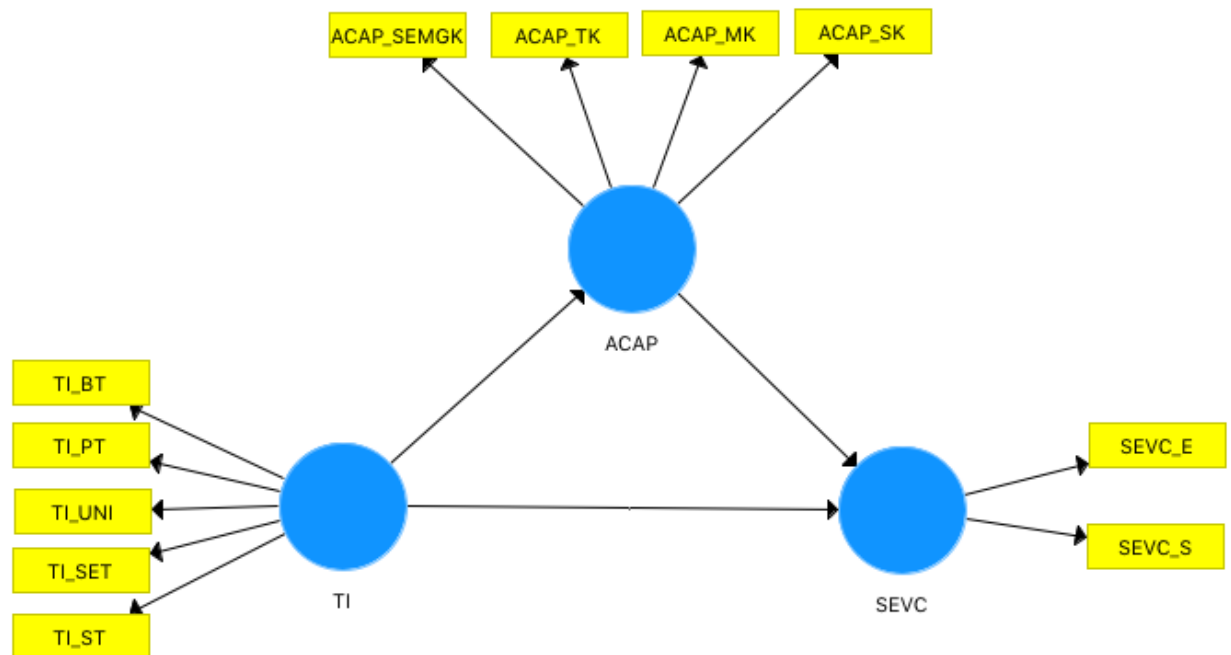 ACAP_SEMGK
ACAP_TK
ACAP_MK
ACAP_SK
ACAP
TI_BT
TI_PT
TI_UNI
TI_SET
TI_ST
TI
SEVC
SEVC_E
SEVC_S